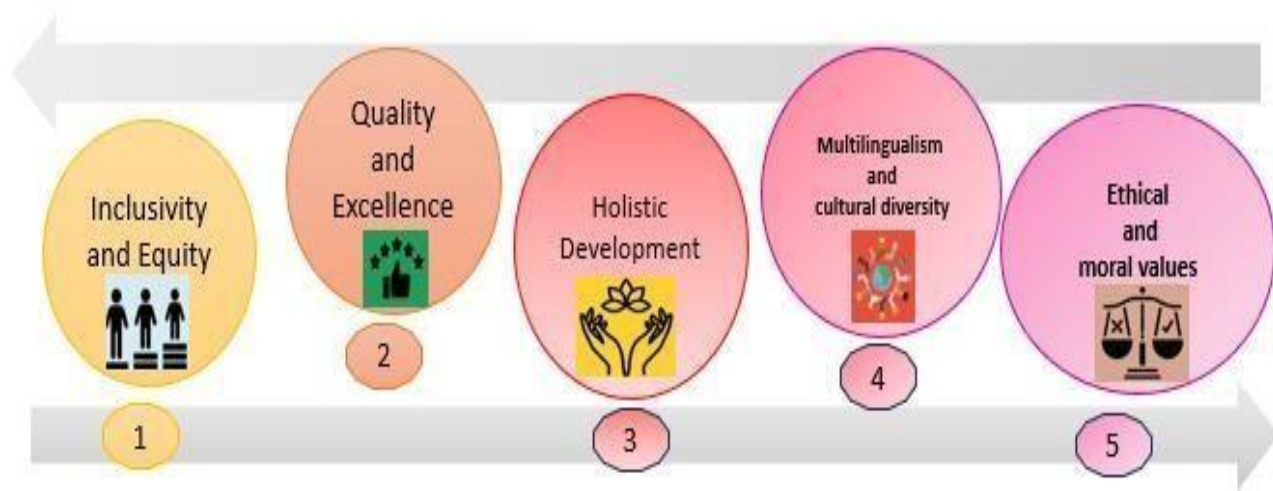 Inclusivity
and Equity
1
Quality
and
Excellence
2
Holistic
Development
3
Multilingualism
and
cultural diversity
4
Ethical
and
moral values
5